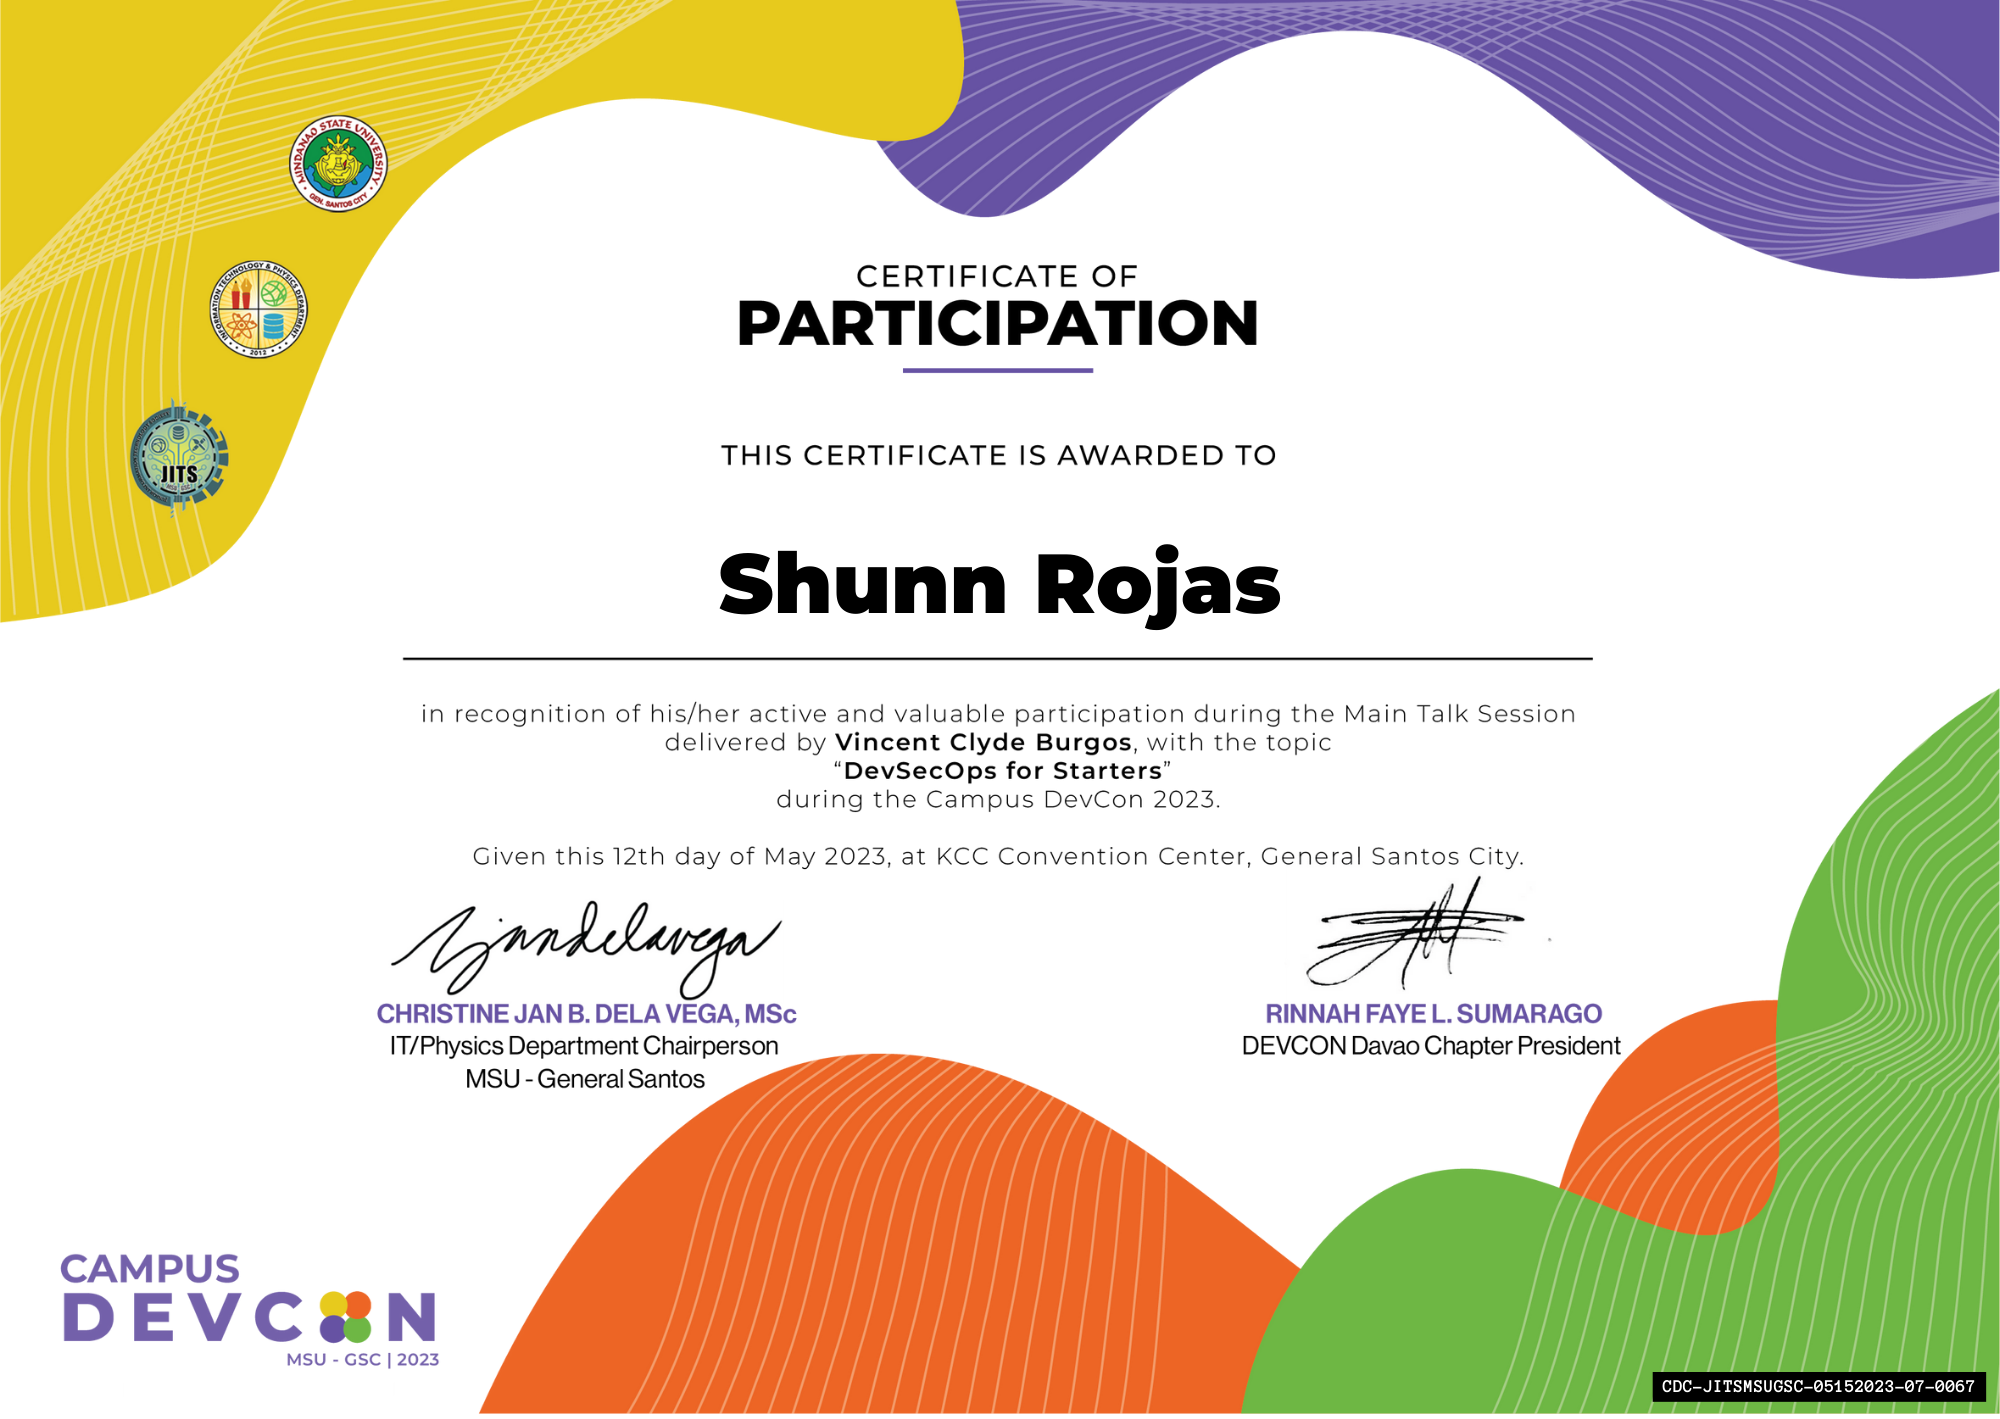 MINDANAO STATE UNIVERSITY
GEN. SANTOS CITY
INFORMATION TECHNOLOGY & PHYSICS DEPARTMENT
2012
JITS
CERTIFICATE OF
PARTICIPATION
THIS CERTIFICATE IS AWARDED TO
Shunn Rojas
in recognition of his/her active and valuable participation during the Main Talk Session
delivered by Vincent Clyde Burgos, with the topic
“DevSecOps for Starters”
during the Campus DevCon 2023.
Given this 12th day of May 2023, at KCC Convention Center, General Santos City.
CHRISTINE JAN B. DELA VEGA, MSc
IT/Physics Department Chairperson
MSU - General Santos
RINNAH FAYE L. SUMARAGO
DEVCON Davao Chapter President
CAMPUS
DEVCON
MSU - GSC | 2023
CDC-JITSMSUGSC-05152023-07-0067